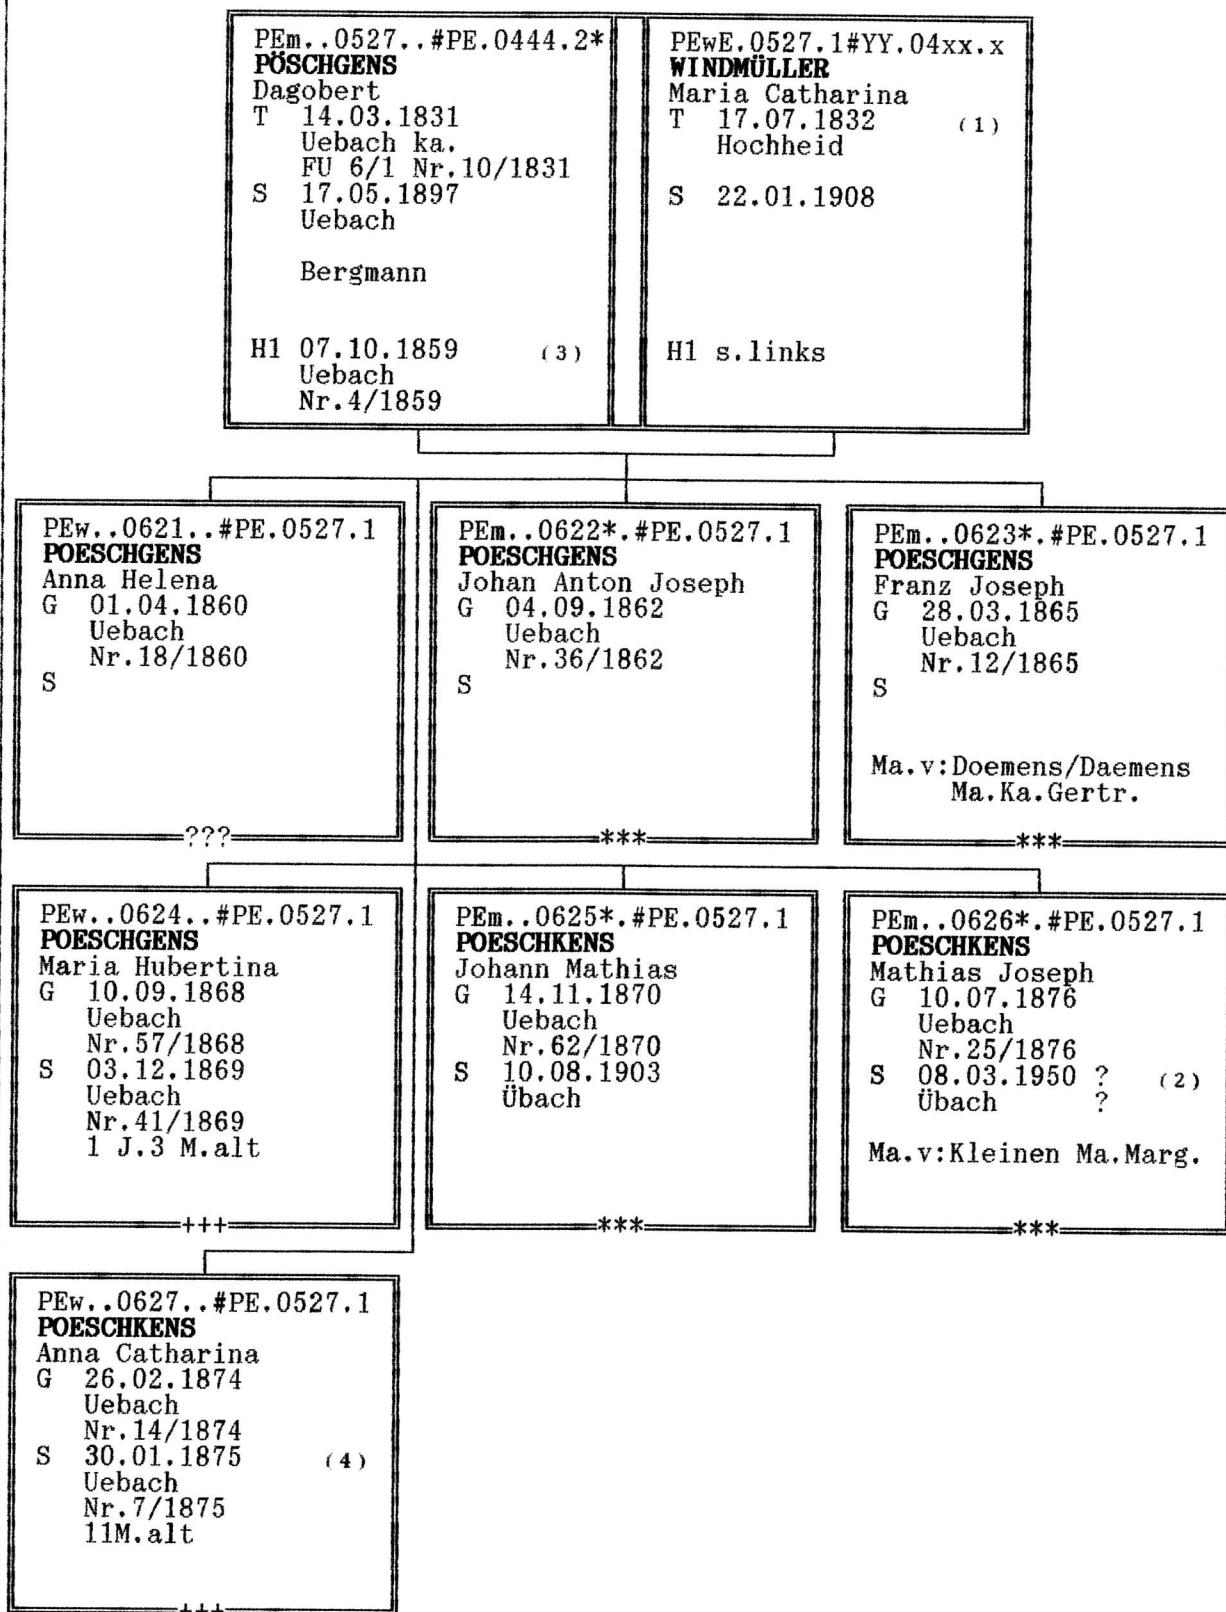 PEm..0527..#PE.0444.2*
PÖSCHGENS
Dagobert
T 14.03.1831
Uebach ka.
FU 6/1 Nr.10/1831
S 17.05.1897
Uebach
Bergmann
H1 07.10.1859 (3)
Uebach
Nr.4/1859
PEwE.0527.1#YY.04xx.x
WINDMÜLLER
Maria Catharina
T 17.07.1832 (1)
Hochheid
S 22.01.1908
H1 s.links
PEw..0621..#PE.0527.1
POESCHGENS
Anna Helena
G 01.04.1860
Uebach
Nr.18/1860
S
???
PEm..0622*.#PE.0527.1
POESCHGENS
Johan Anton Joseph
G 04.09.1862
Uebach
Nr.36/1862
S
***
PEm..0623*.#PE.0527.1
POESCHGENS
Franz Joseph
G 28.03.1865
Uebach
Nr.12/1865
S
Ma.v:Doemens/Daemens
Ma.Ka.Gertr.
***
PEw..0624..#PE.0527.1
POESCHGENS
Maria Hubertina
G 10.09.1868
Uebach
Nr.57/1868
S 03.12.1869
Uebach
Nr.41/1869
1 J.3 M.alt
+++
PEm..0625*.#PE.0527.1
POESCHKENS
Johann Mathias
G 14.11.1870
Uebach
Nr.62/1870
S 10.08.1903
Übach
***
PEm..0626*.#PE.0527.1
POESCHKENS
Mathias Joseph
G 10.07.1876
Uebach
Nr.25/1876
S 08.03.1950 ? (2)
Übach ?
Ma.v:Kleinen Ma.Marg.
***
PEw..0627..#PE.0527.1
POESCHKENS
Anna Catharina
G 26.02.1874
Uebach
Nr.14/1874
S 30.01.1875 (4)
Uebach
Nr.7/1875
11M.alt
+++